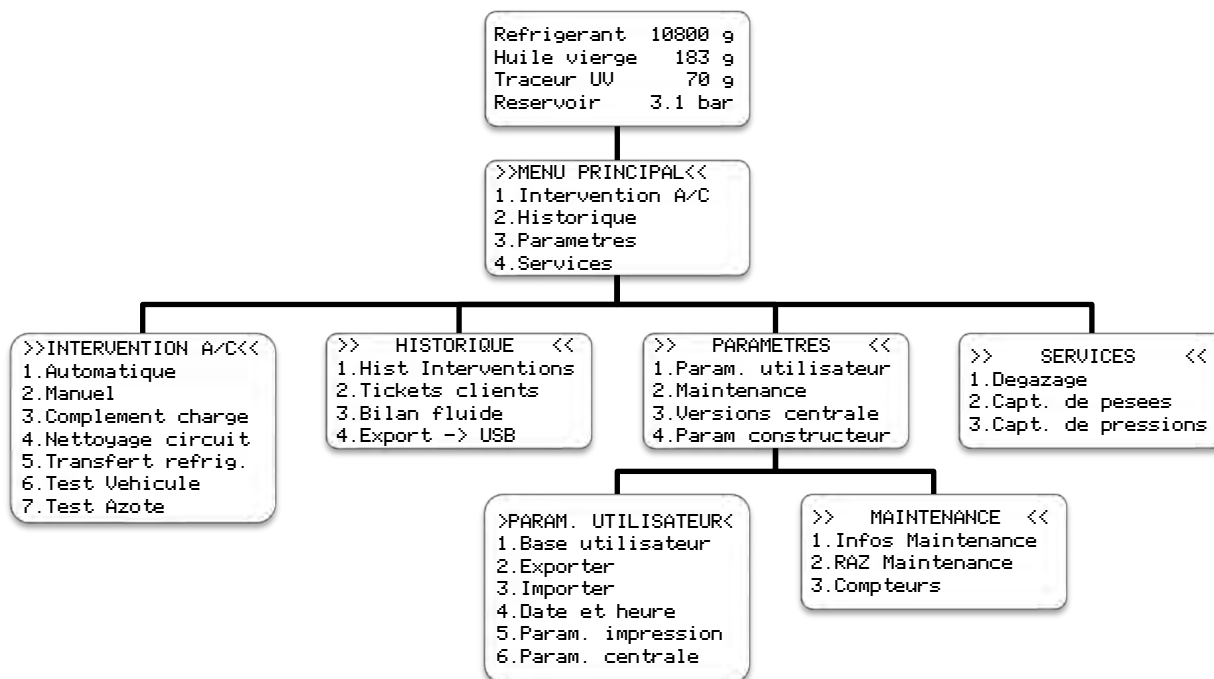 Refrigerant 10800 g
Huile vierge 183 g
Traceur UV 70 g
Reservoir 3.1 bar
>>MENU PRINCIPAL<<
1.Intervention A/C
2.Historique
3.Parametres
4.Services
>>INTERVENTION A/C<<
1.Automatique
2.Manuel
3.Complement charge
4.Nettoyage circuit
5.Transfert refrig.
6.Test Vehicule
7.Test Azote
>> HISTORIQUE <<
1.Hist Interventions
2.Tickets clients
3.Bilan fluide
4.Export -> USB
>> PARAMETRES <<
1.Param. utilisateur
2.Maintenance
3.Versions centrale
4.Param constructeur
>> SERVICES <<
1.Degazage
2.Capt. de pesees
3.Capt. de pressions
>PARAM. UTILISATEUR<
1.Base utilisateur
2.Exporter
3.Importer
4.Date et heure
5.Param. impression
6.Param. centrale
>> MAINTENANCE <<
1.Infos Maintenance
2.RAZ Maintenance
3.Compteurs